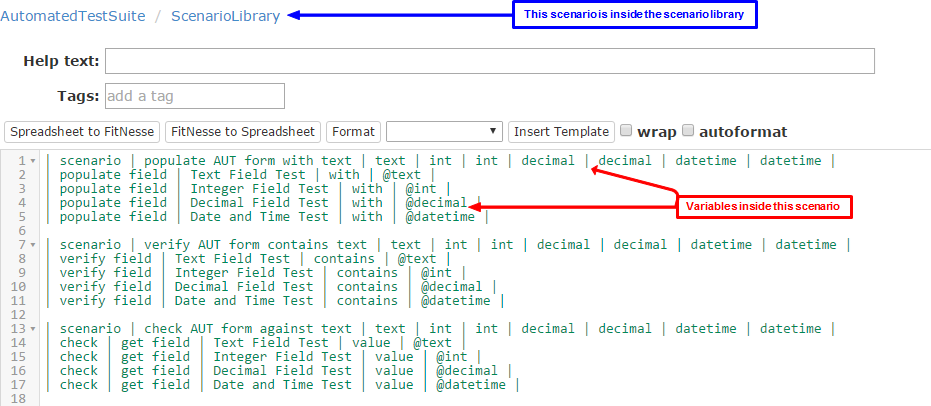 AutomatedTestSuite / ScenarioLibrary
This scenario is inside the scenario library
Help text:
Tags: add a tag
Spreadsheet to FitNesse FitNesse to Spreadsheet Format Insert Template wrap autoformat
1 | scenario | populate AUT form with text | text | int | int | decimal | decimal | datetime | datetime |
2 | populate field | Text Field Test | with | @text |
3 | populate field | Integer Field Test | with | @int |
4 | populate field | Decimal Field Test | with | @decimal |
5 | populate field | Date and Time Test | with | @datetime |
Variables inside this scenario
6
7 | scenario | verify AUT form contains text | text | int | int | decimal | decimal | datetime | datetime |
8 | verify field | Text Field Test | contains | @text |
9 | verify field | Integer Field Test | contains | @int |
10 | verify field | Decimal Field Test | contains | @decimal |
11 | verify field | Date and Time Test | contains | @datetime |
12
13 | scenario | check AUT form against text | text | int | int | decimal | decimal | datetime | datetime |
14 | check | get field | Text Field Test | value | @text |
15 | check | get field | Integer Field Test | value | @int |
16 | check | get field | Decimal Field Test | value | @decimal |
17 | check | get field | Date and Time Test | value | @datetime |
18